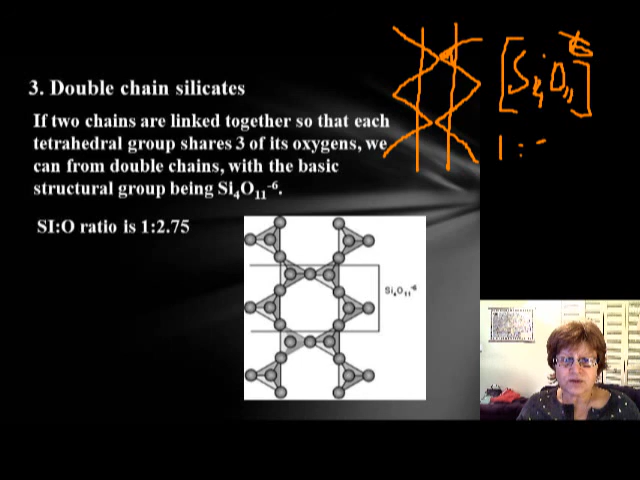 3. Double chain silicates
If two chains are linked together so that each
tetrahedral group shares 3 of its oxygens, we
can from double chains, with the basic
structural group being Si₄O₁₁⁻⁶.
SI:O ratio is 1:2.75
Si₄O₁₁⁻⁶
[Si₄O₁₁]
1: